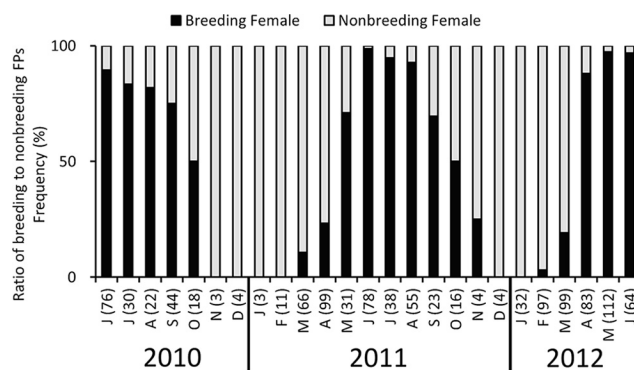 Breeding Female Nonbreeding Female
Ratio of breeding to nonbreeding FPs
Frequency (%)
100
50
0
J (76) J (30) A (22) S (44) O (18) N (3) D (4) J (3) F (11) M (66) A (99) M (31) J (78) J (38) A (55) S (23) O (16) N (4) D (4) J (32) F (97) M (99) A (83) M (112) J (64)
2010 2011 2012